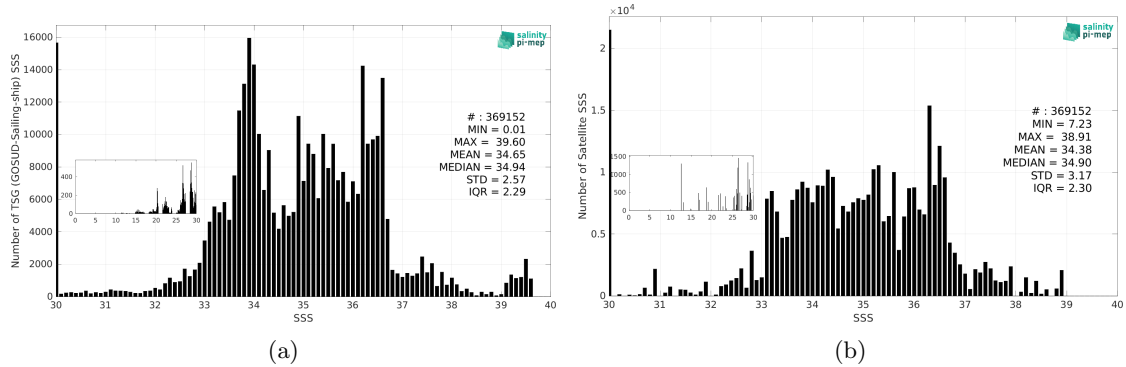 16000
14000
12000
10000
8000
6000
4000
2000
0
Number of TSG (GOSUD-Sailing-ship) SSS
salinity
pi-mep
# : 369152
MIN = 0.01
MAX = 39.60
MEAN = 34.65
MEDIAN = 34.94
STD = 2.57
IQR = 2.29
400
200
0
0 5 10 15 20 25 30
30 31 32 33 34 35 36 37 38 39 40
SSS
(a)
×10⁴
2
1.5
1
0.5
0
Number of Satellite SSS
salinity
pi-mep
# : 369152
MIN = 7.23
MAX = 38.91
MEAN = 34.38
MEDIAN = 34.90
STD = 3.17
IQR = 2.30
1500
1000
500
0
0 5 10 15 20 25 30
30 31 32 33 34 35 36 37 38 39 40
SSS
(b)